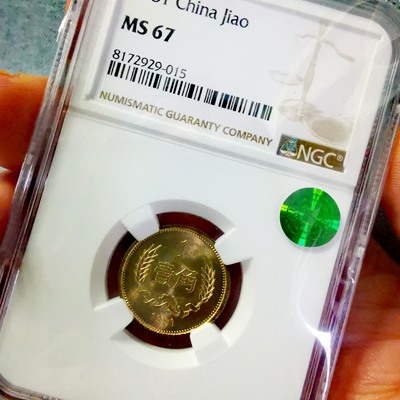 China Jiao
MS 67
8172929-015
NUMISMATIC GUARANTY COMPANY
NGC®
壹角